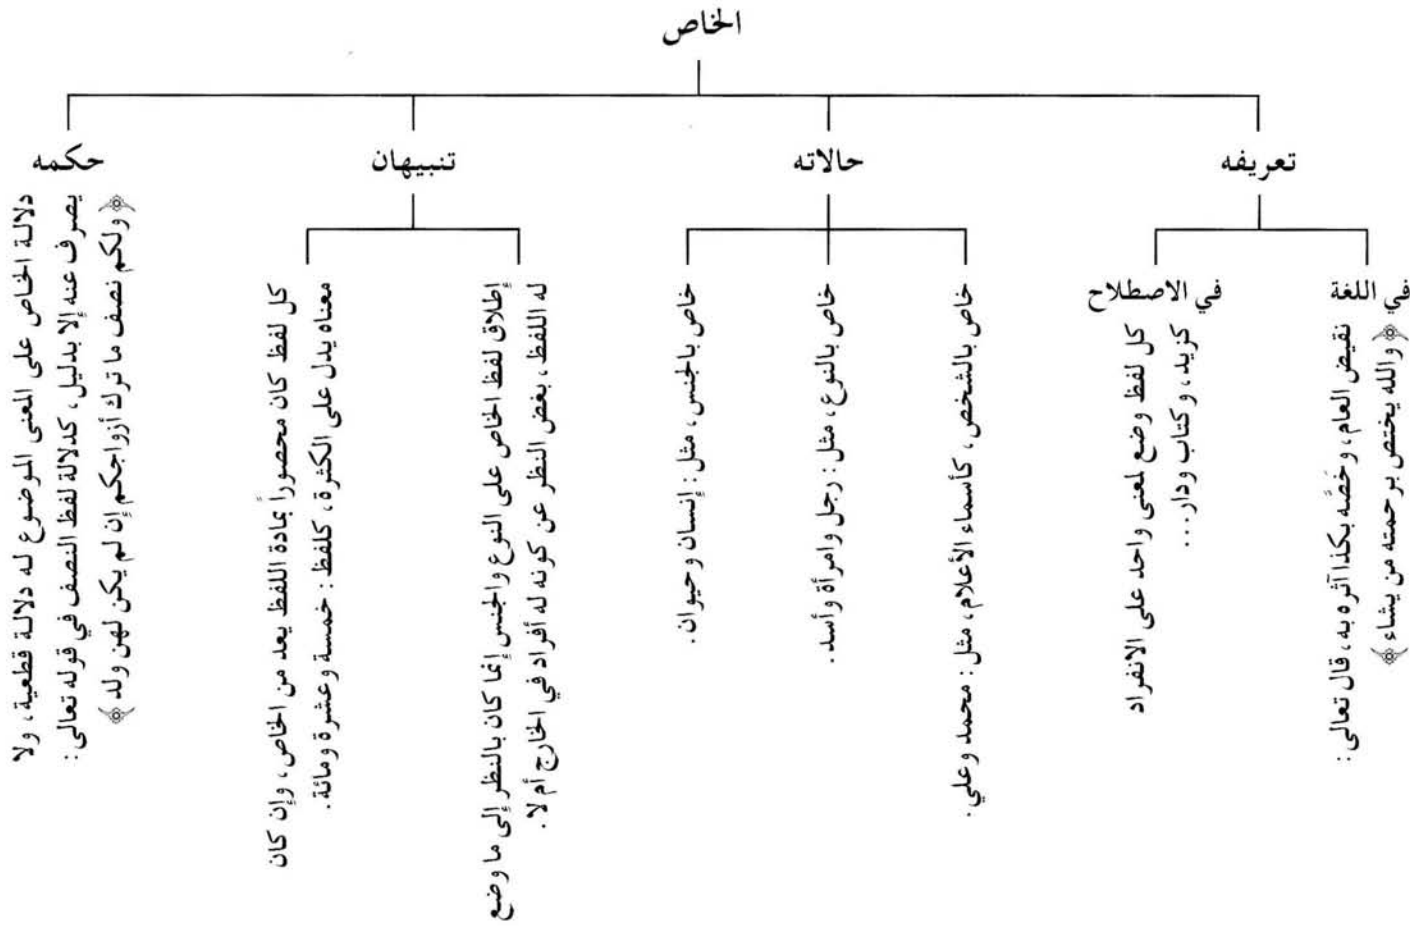 الخاص
تعريفه
في اللغة
نقيض العام، وخَصَّه بكذا آثره به، قال تعالى:
﴿والله يختص برحمته من يشاء﴾
في الاصطلاح
كل لفظ وضع لمعنى واحد على الانفراد
كزيد، وكتاب ودار...
حالاته
خاص بالشخص، كأسماء الأعلام، مثل: محمد وعلي.
خاص بالنوع، مثل: رجل وامرأة وأسد.
خاص بالجنس، مثل: إنسان وحيوان.
تنبيهان
إطلاق لفظ الخاص على النوع والجنس إنما كان بالنظر إلى ما وضع
له اللفظ، بغض النظر عن كونه له أفراد في الخارج أم لا.
كل لفظ كان محصوراً بمادة اللفظ يعد من الخاص، وإن كان
معناه يدل على الكثرة، كلفظ: خمسة وعشرة ومائة.
حكمه
دلالة الخاص على المعنى الموضوع له دلالة قطعية، ولا
يصرف عنه إلا بدليل، كدلالة لفظ النصف في قوله تعالى:
﴿ولكم نصف ما ترك أزواجكم إن لم يكن لهن ولد﴾